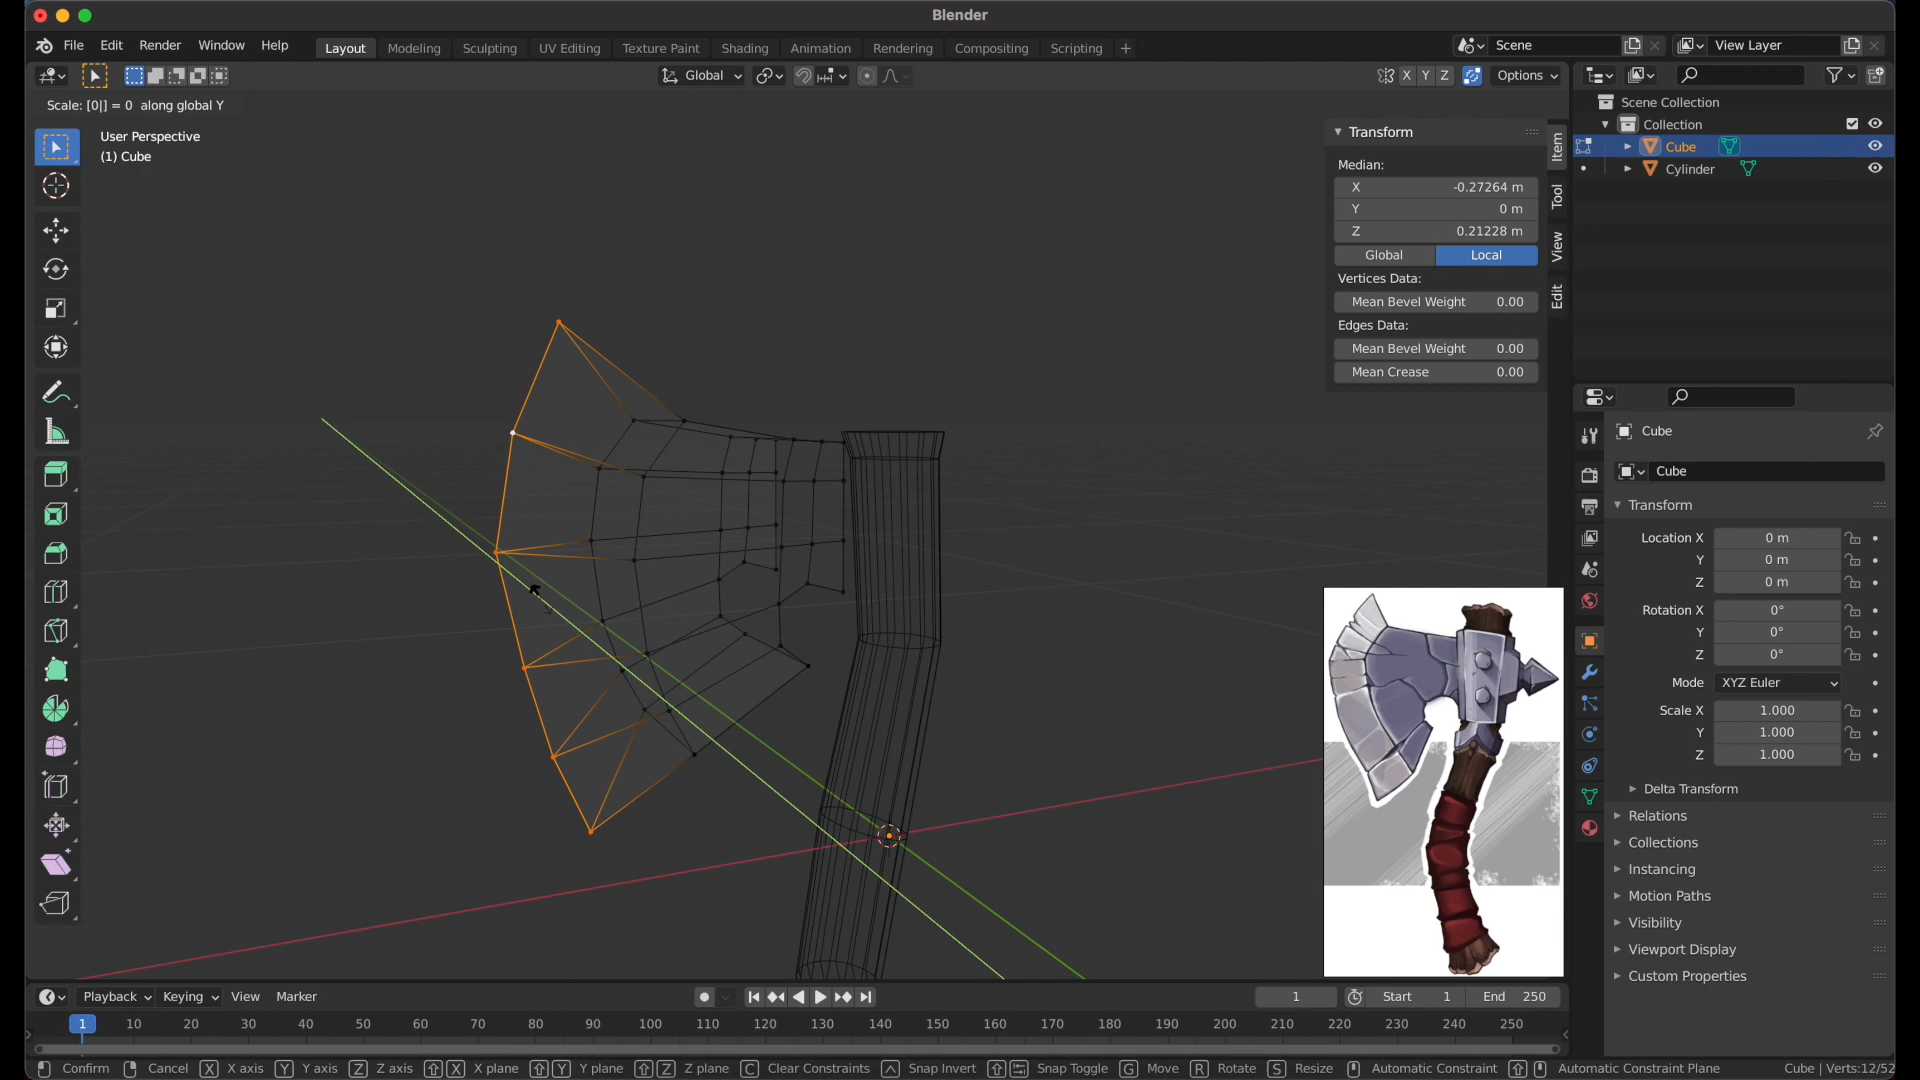 Blender
File Edit Render Window Help Layout Modeling Sculpting UV Editing Texture Paint Shading Animation Rendering Compositing Scripting + Scene View Layer
Global X Y Z Options
Scale: [0|] = 0 along global Y
User Perspective
(1) Cube
Transform
Median:
X -0.27264 m
Y 0 m
Z 0.21228 m
Global Local
Vertices Data:
Mean Bevel Weight 0.00
Edges Data:
Mean Bevel Weight 0.00
Mean Crease 0.00
Item
Tool
View
Edit
Scene Collection
Collection
Cube
Cylinder
Cube
Cube
Transform
Location X 0 m
Y 0 m
Z 0 m
Rotation X 0°
Y 0°
Z 0°
Mode XYZ Euler
Scale X 1.000
Y 1.000
Z 1.000
Delta Transform
Relations
Collections
Instancing
Motion Paths
Visibility
Viewport Display
Custom Properties
Playback Keying View Marker 1 Start 1 End 250
1 10 20 30 40 50 60 70 80 90 100 110 120 130 140 150 160 170 180 190 200 210 220 230 240 250
Confirm Cancel X X axis Y Y axis Z Z axis X X plane Y Y plane Z Z plane C Clear Constraints Snap Invert Snap Toggle G Move R Rotate S Resize Automatic Constraint Automatic Constraint Plane Cube | Verts:12/52